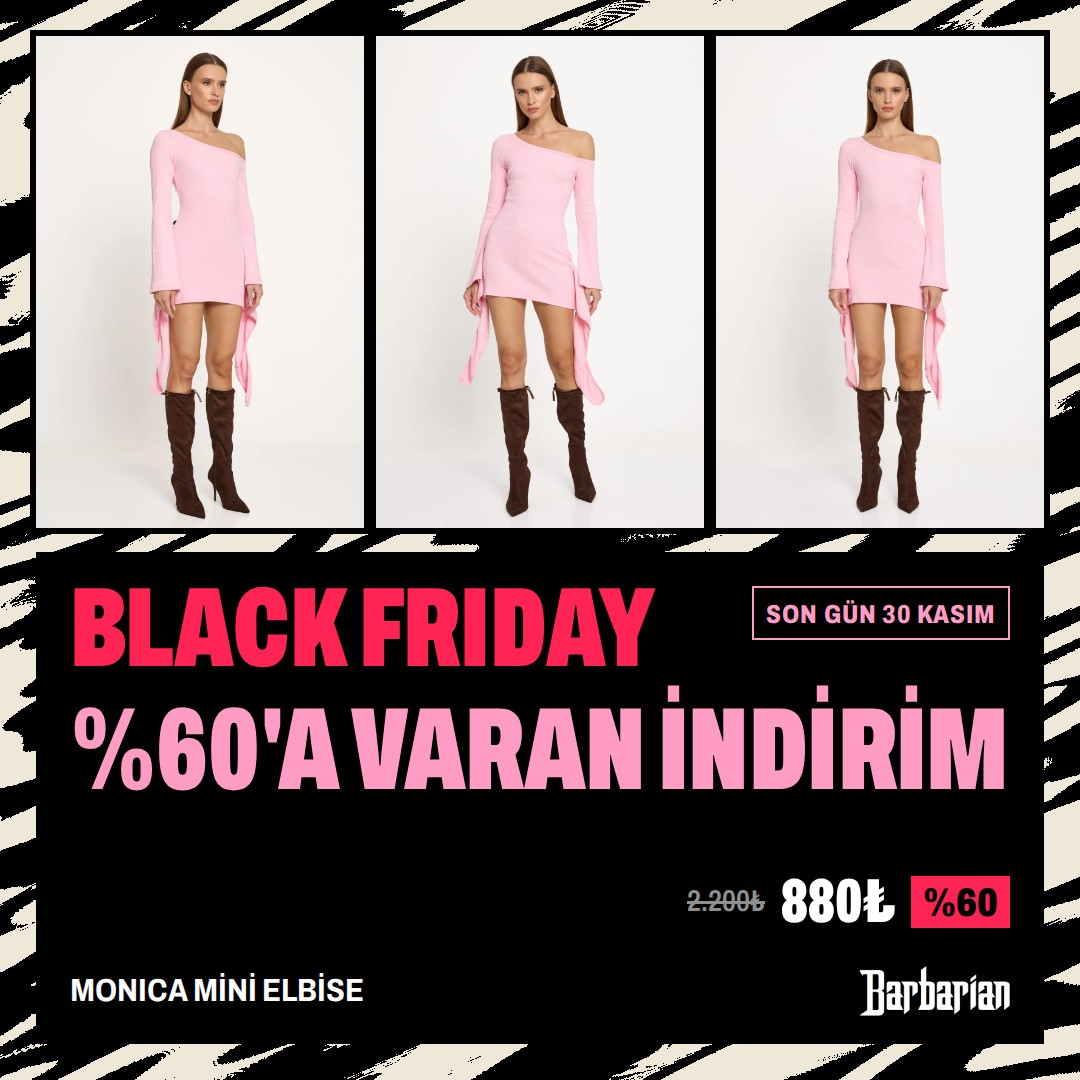 BLACK FRIDAY
SON GÜN 30 KASIM
%60'A VARAN İNDİRİM
2.200₺ 880₺ %60
MONICA MİNİ ELBİSE
Barbarian